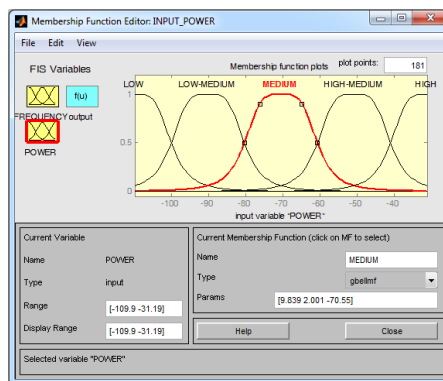 Membership Function Editor: INPUT_POWER
File Edit View
FIS Variables
Membership function plots
plot points:
181
f(u)
FREQUENCY output
POWER
LOW LOW-MEDIUM MEDIUM HIGH-MEDIUM HIGH
1
0.5
0
-100 -90 -80 -70 -60 -50 -40
input variable "POWER"
Current Variable
Name POWER
Type input
Range [-109.9 -31.19]
Display Range [-109.9 -31.19]
Current Membership Function (click on MF to select)
Name MEDIUM
Type gbellmf
Params [9.839 2.001 -70.55]
Help Close
Selected variable "POWER"